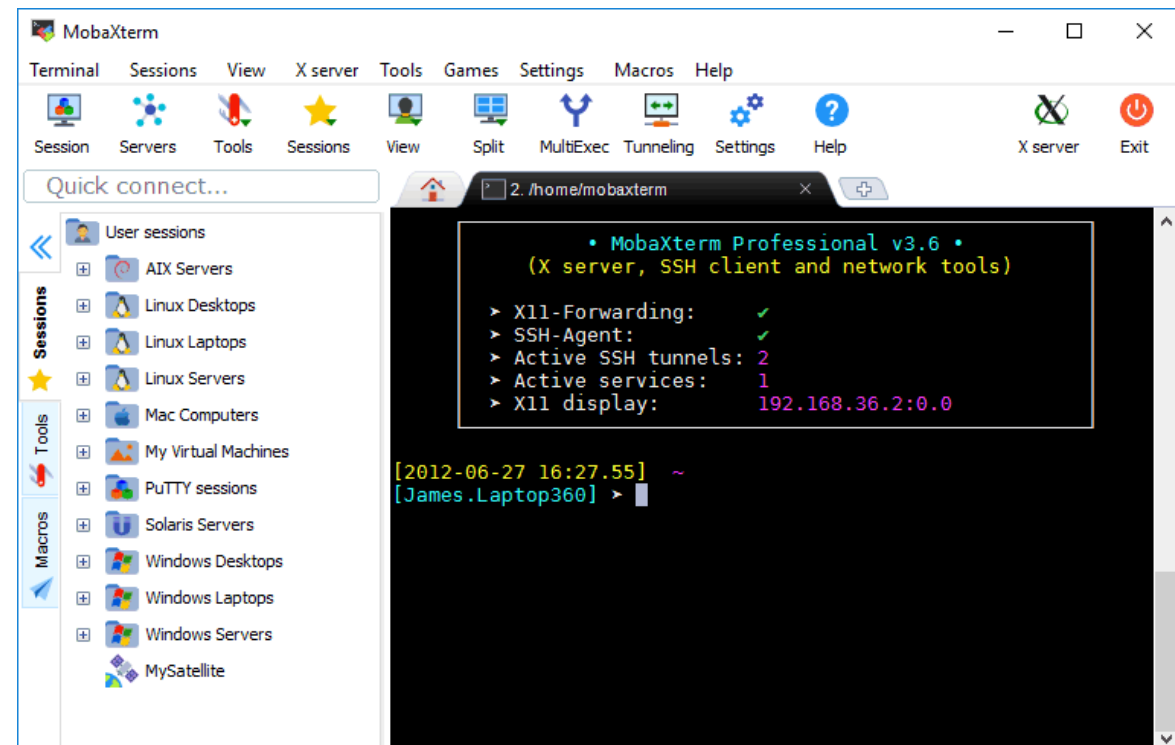 MobaXterm
Terminal Sessions View X server Tools Games Settings Macros Help
Session Servers Tools Sessions View Split MultiExec Tunneling Settings Help X server Exit
Quick connect...
2. /home/mobaxterm
User sessions
AIX Servers
Linux Desktops
Linux Laptops
Linux Servers
Mac Computers
My Virtual Machines
PuTTY sessions
Solaris Servers
Windows Desktops
Windows Laptops
Windows Servers
MySatellite
Sessions
Tools
Macros
• MobaXterm Professional v3.6 •
(X server, SSH client and network tools)
➤ X11-Forwarding: ✔
➤ SSH-Agent: ✔
➤ Active SSH tunnels: 2
➤ Active services: 1
➤ X11 display: 192.168.36.2:0.0
[2012-06-27 16:27.55] ~
[James.Laptop360] ➤